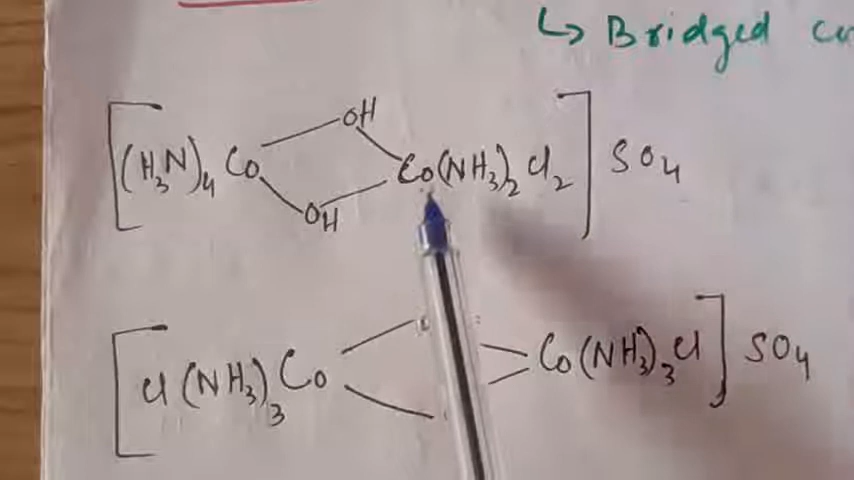 ↳ Bridged
[(H₃N)₄ Co OH OH Co(NH₃)₂ Cl₂] SO₄
[Cl (NH₃)₃ Co Co(NH₃)₃ Cl] SO₄